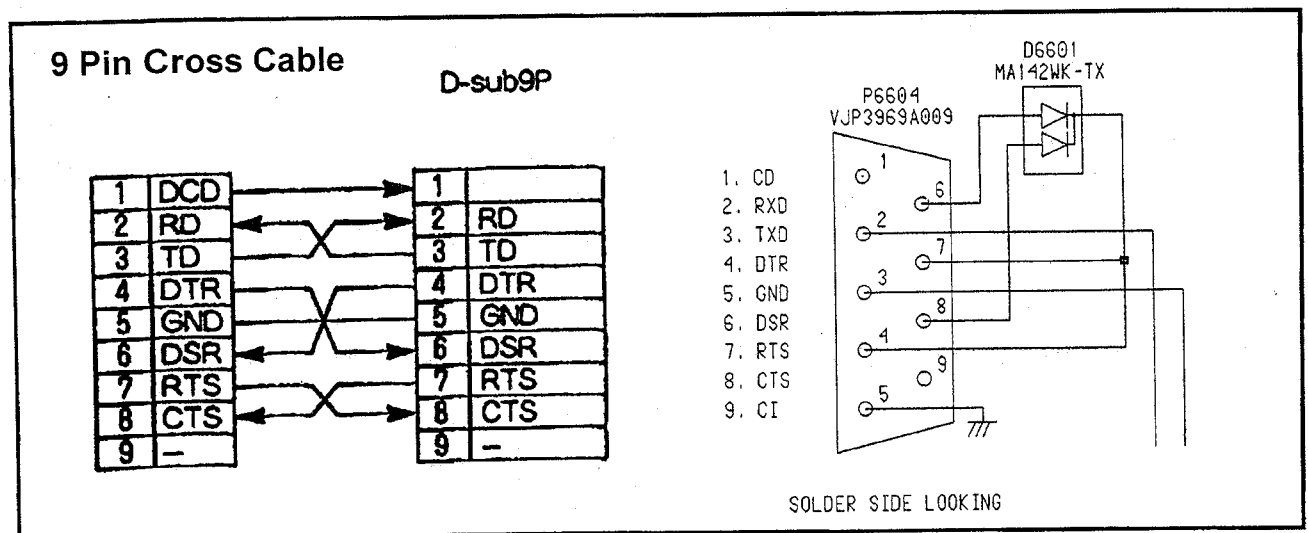 9 Pin Cross Cable
D-sub9P
1 DCD
2 RD
3 TD
4 DTR
5 GND
6 DSR
7 RTS
8 CTS
9 –
1
2 RD
3 TD
4 DTR
5 GND
6 DSR
7 RTS
8 CTS
9 –
D6601
MA142WK-TX
P6604
VJP3969A009
1. CD
2. RXD
3. TXD
4. DTR
5. GND
6. DSR
7. RTS
8. CTS
9. CI
1
6
2
7
3
8
4
9
5
SOLDER SIDE LOOKING